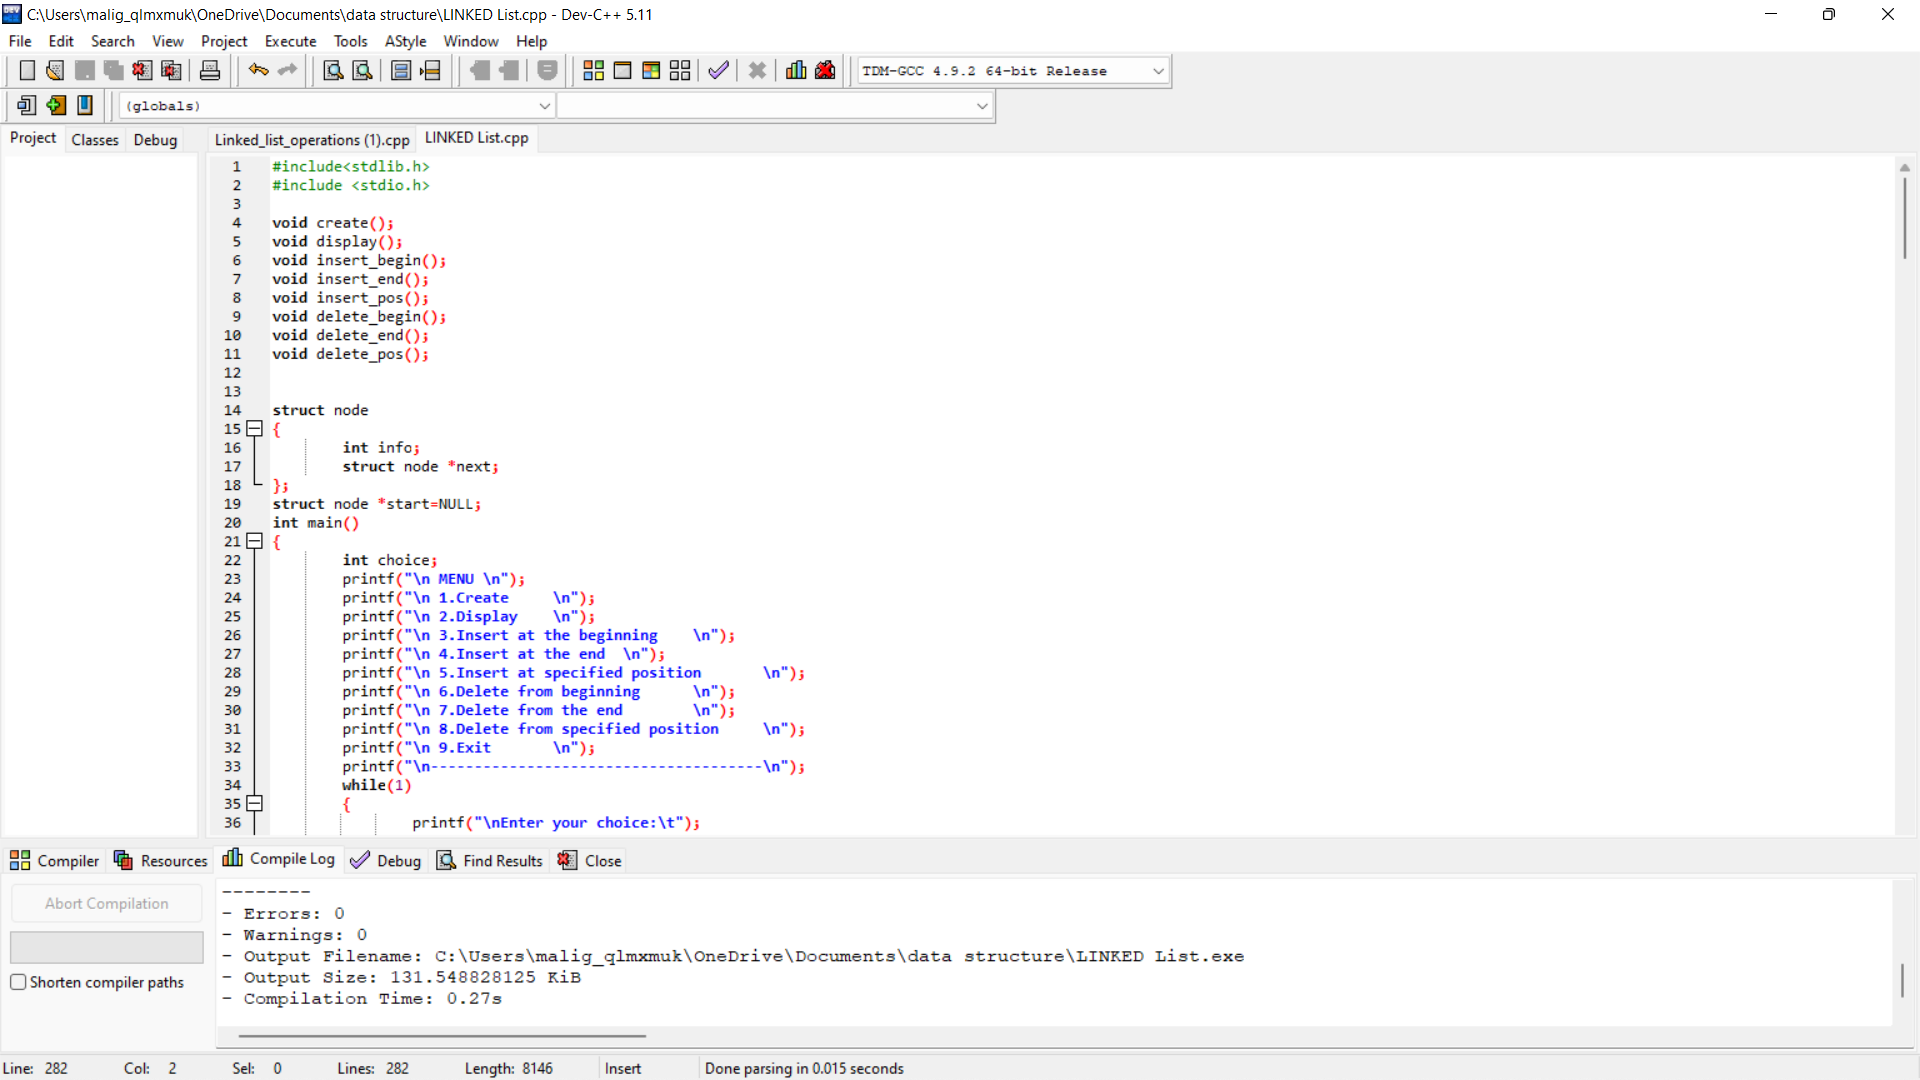 C:\Users\malig_qlmxmuk\OneDrive\Documents\data structure\LINKED List.cpp - Dev-C++ 5.11
File Edit Search View Project Execute Tools AStyle Window Help
TDM-GCC 4.9.2 64-bit Release
(globals)
Project Classes Debug Linked_list_operations (1).cpp LINKED List.cpp
1 #include<stdlib.h>
2 #include <stdio.h>
3
4 void create();
5 void display();
6 void insert_begin();
7 void insert_end();
8 void insert_pos();
9 void delete_begin();
10 void delete_end();
11 void delete_pos();
12
13
14 struct node
15 {
16 int info;
17 struct node *next;
18 };
19 struct node *start=NULL;
20 int main()
21 {
22 int choice;
23 printf("\n MENU \n");
24 printf("\n 1.Create     \n");
25 printf("\n 2.Display    \n");
26 printf("\n 3.Insert at the beginning    \n");
27 printf("\n 4.Insert at the end  \n");
28 printf("\n 5.Insert at specified position       \n");
29 printf("\n 6.Delete from beginning      \n");
30 printf("\n 7.Delete from the end        \n");
31 printf("\n 8.Delete from specified position     \n");
32 printf("\n 9.Exit       \n");
33 printf("\n--------------------------------------\n");
34 while(1)
35 {
36 printf("\nEnter your choice:\t");
Compiler Resources Compile Log Debug Find Results Close
Abort Compilation
Shorten compiler paths
--------
- Errors: 0
- Warnings: 0
- Output Filename: C:\Users\malig_qlmxmuk\OneDrive\Documents\data structure\LINKED List.exe
- Output Size: 131.548828125 KiB
- Compilation Time: 0.27s
Line: 282 Col: 2 Sel: 0 Lines: 282 Length: 8146 Insert Done parsing in 0.015 seconds